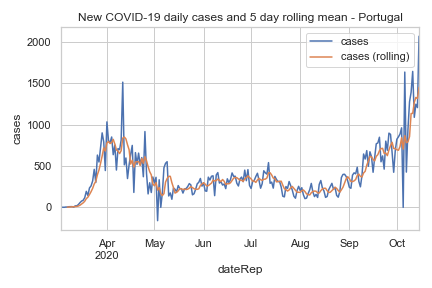 New COVID-19 daily cases and 5 day rolling mean - Portugal
cases
cases (rolling)
2000
1500
1000
500
0
cases
Apr
2020
May
Jun
Jul
Aug
Sep
Oct
dateRep